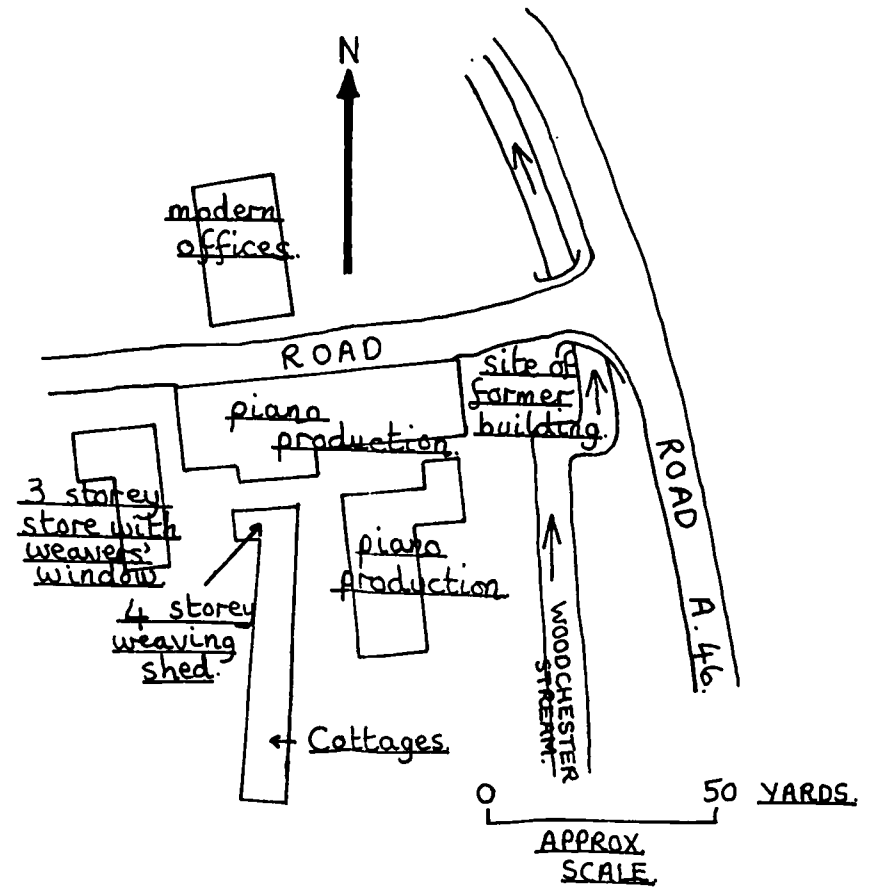 N
modern
offices.
ROAD
piano
production.
site of
former
building.
3 storey
store with
weavers'
window
4 storey
weaving
shed.
piano
production
Cottages
WOODCHESTER
STREAM.
ROAD A.46.
0 50 YARDS.
APPROX
SCALE